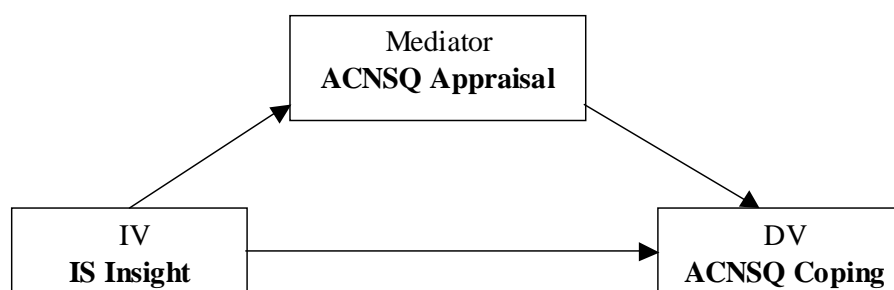 Mediator
ACNSQ Appraisal
IV
IS Insight
DV
ACNSQ Coping